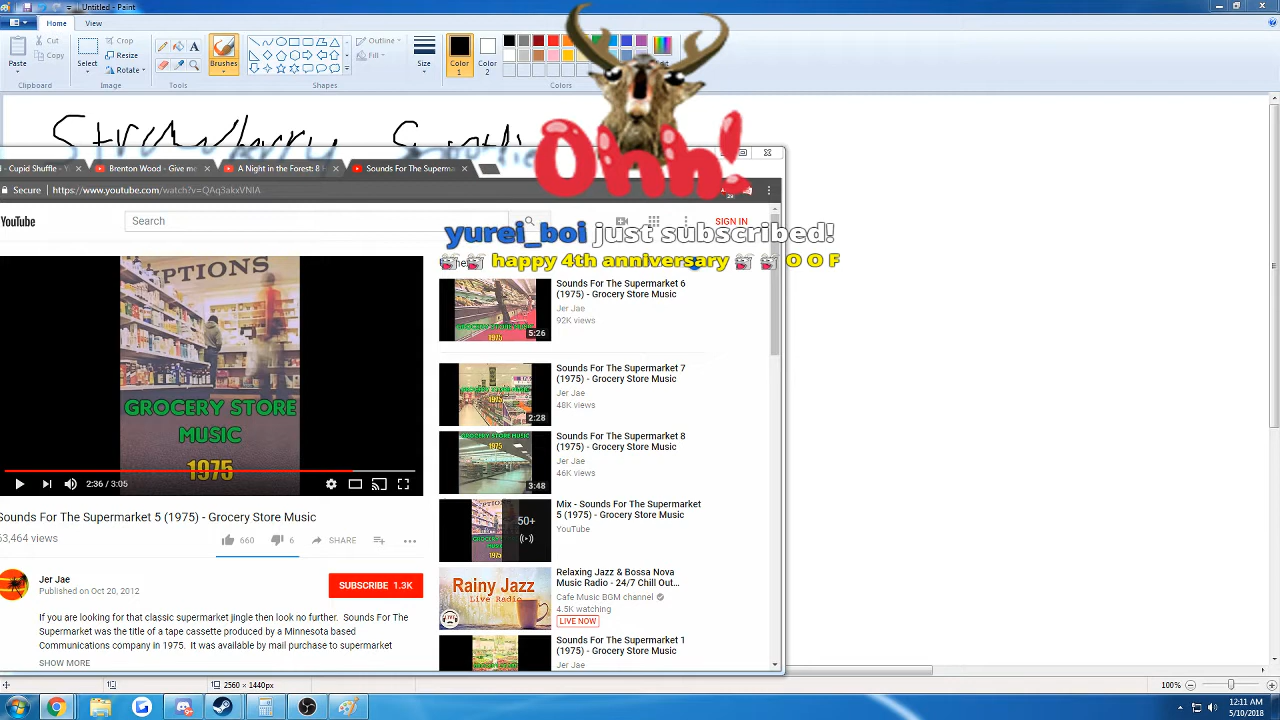 Untitled - Paint
Home
View
Paste
Cut
Copy
Clipboard
Select
Crop
Resize
Rotate
Image
A
Tools
Brushes
Shapes
Outline
Fill
Size
Color 1
Color 2
Colors
Strawberry Smoothie
Ohh!
Cupid Shuffle - Y
Brenton Wood - Give m
A Night in the Forest: 8 H
Sounds For The Superma
Secure
https://www.youtube.com/watch?v=QAq3akxVNlA
YouTube
Search
SIGN IN
yurei_boi just subscribed!
happy 4th anniversary O O F
PTIONS
GROCERY STORE
MUSIC
1975
2:36 / 3:05
Sounds For The Supermarket 5 (1975) - Grocery Store Music
63,464 views
660
6
SHARE
Jer Jae
Published on Oct 20, 2012
SUBSCRIBE 1.3K
If you are looking for that classic supermarket jingle then look no further. Sounds For The
Supermarket was the title of a tape cassette produced by a Minnesota based
Communications company in 1975. It was available by mail purchase to supermarket
SHOW MORE
Sounds For The Supermarket 6
(1975) - Grocery Store Music
Jer Jae
92K views
5:26
Sounds For The Supermarket 7
(1975) - Grocery Store Music
Jer Jae
48K views
2:28
Sounds For The Supermarket 8
(1975) - Grocery Store Music
Jer Jae
46K views
3:48
Mix - Sounds For The Supermarket
5 (1975) - Grocery Store Music
YouTube
50+
Relaxing Jazz & Bossa Nova
Music Radio - 24/7 Chill Out...
Cafe Music BGM channel
4.5K watching
LIVE NOW
Rainy Jazz
Live Radio
Sounds For The Supermarket 1
(1975) - Grocery Store Music
Jer Jae
2560 × 1440px
100%
12:11 AM
5/10/2018